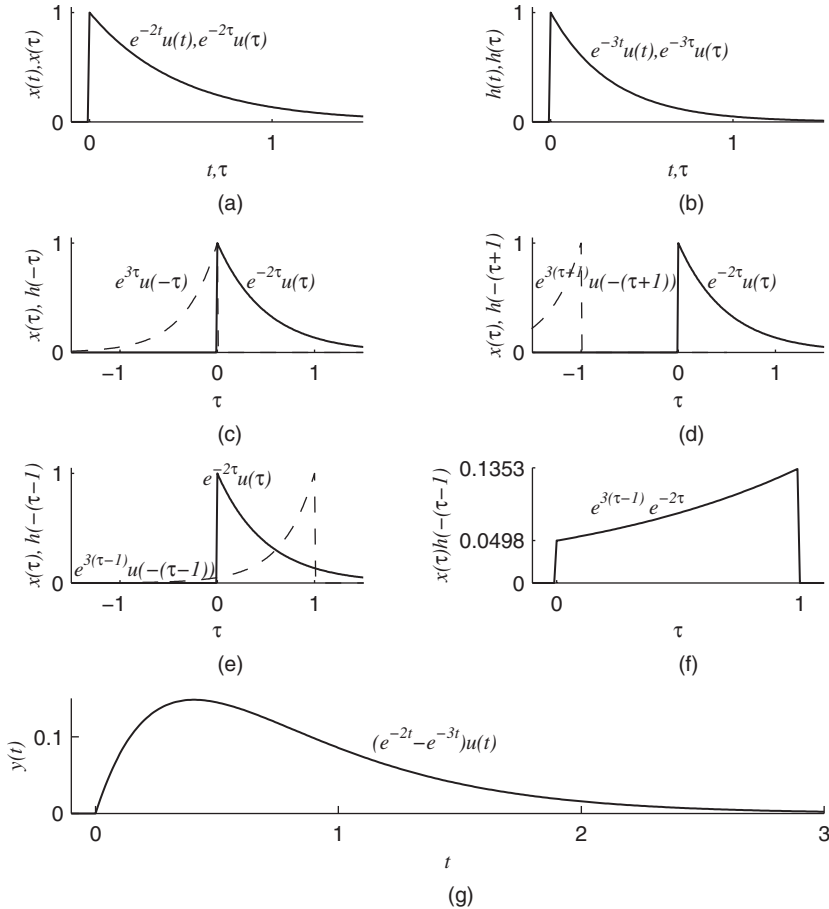 x(t),x(τ)
1
0
e^{-2t}u(t),e^{-2τ}u(τ)
0 1
t,τ
(a)
h(t),h(τ)
1
0
e^{-3t}u(t),e^{-3τ}u(τ)
0 1
t,τ
(b)
x(τ), h(−τ)
1
0
e^{3τ}u(−τ)
e^{-2τ}u(τ)
−1 0 1
τ
(c)
x(τ), h(−(τ+1)
1
0
e^{3(τ+1)}u(−(τ+1))
e^{-2τ}u(τ)
−1 0 1
τ
(d)
x(τ), h(−(τ−1)
1
0
e^{-2τ}u(τ)
e^{3(τ−1)}u(−(τ−1))
−1 0 1
τ
(e)
x(τ)h(−(τ−1)
0.1353
0.0498
0
e^{3(τ−1)} e^{-2τ}
0 1
τ
(f)
y(t)
0.1
0
(e^{-2t}−e^{-3t})u(t)
0 1 2 3
t
(g)